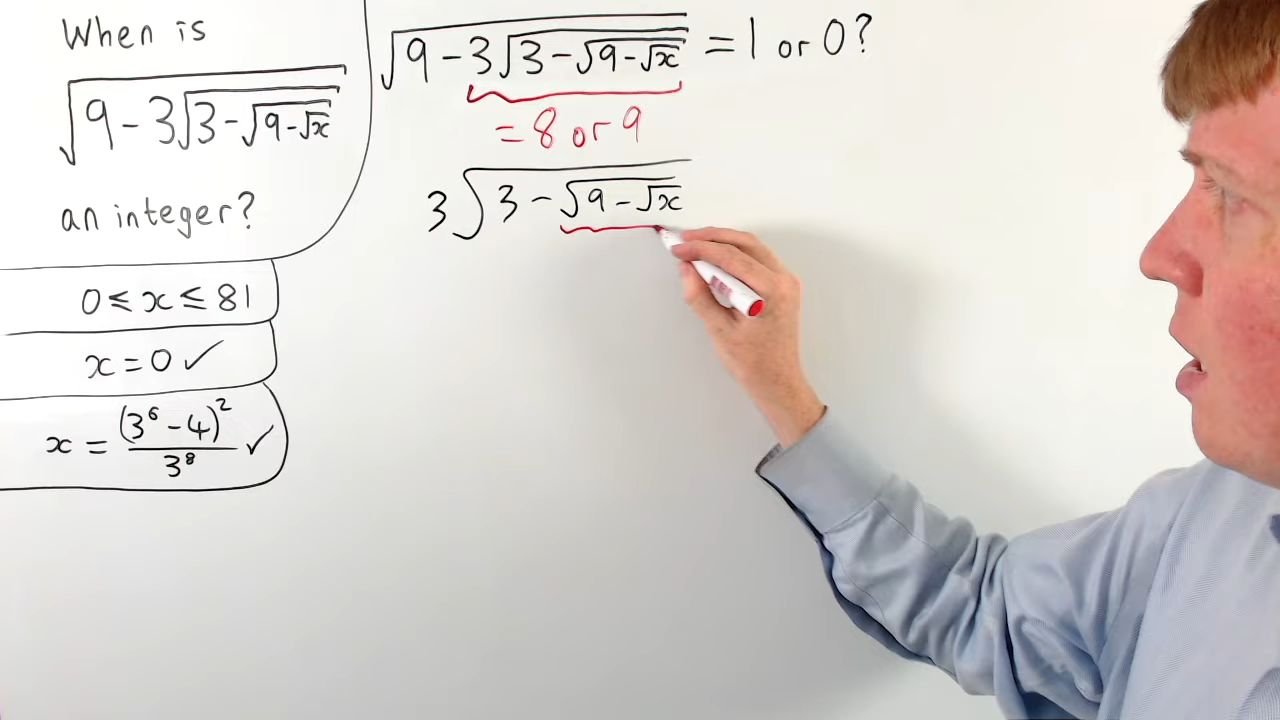 When is
√(9 - 3√(3 - √(9 - √x)))
an integer?
0 ≤ x ≤ 81
x = 0 ✓
x = (3⁶ - 4)² / 3⁸ ✓
√(9 - 3√(3 - √(9 - √x))) = 1 or 0?
= 8 or 9
3√(3 - √(9 - √x))